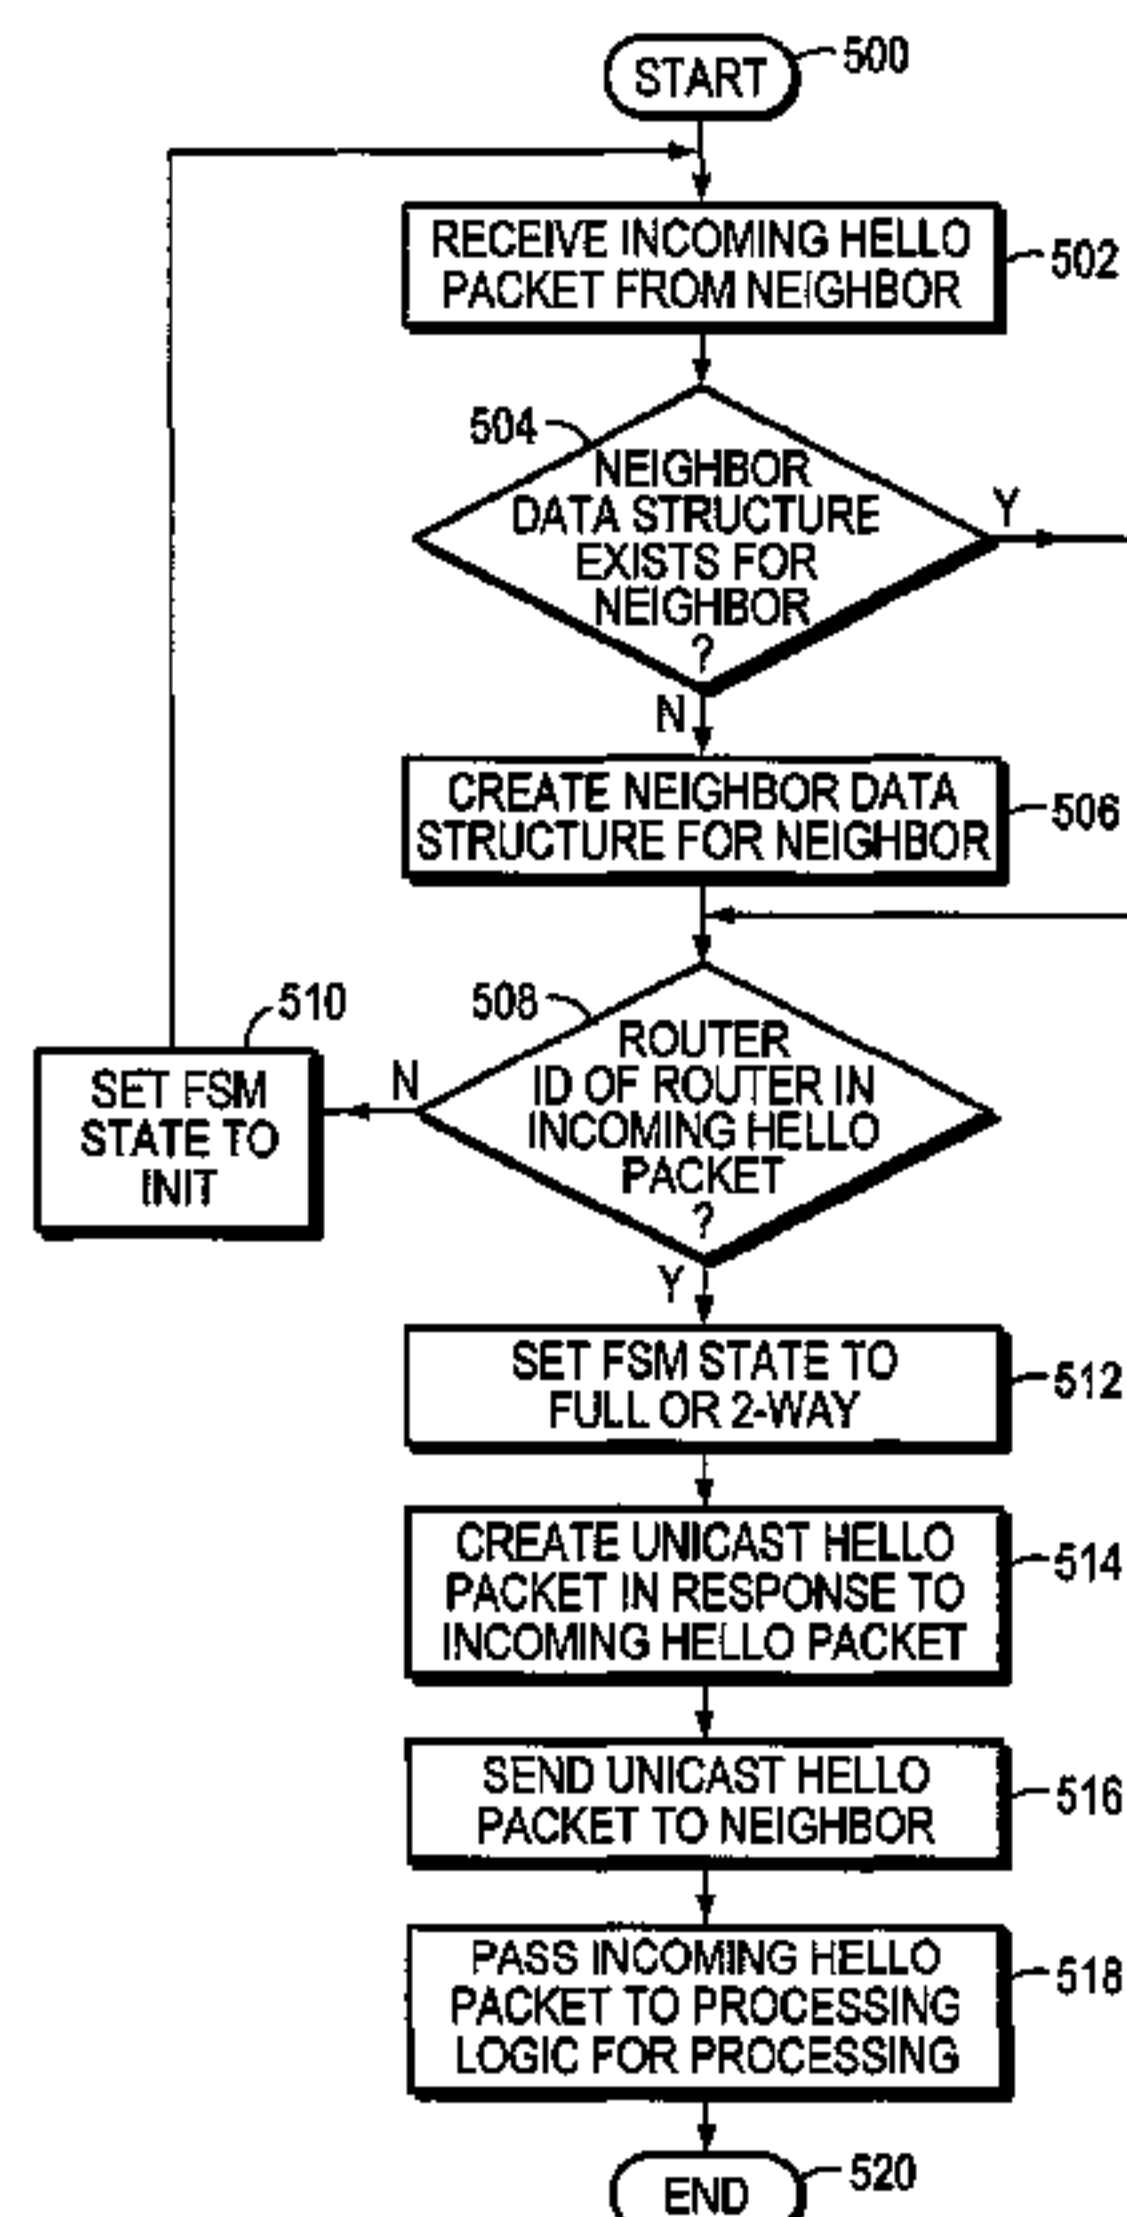 START
500
RECEIVE INCOMING HELLO
PACKET FROM NEIGHBOR
502
504
NEIGHBOR
DATA STRUCTURE
EXISTS FOR
NEIGHBOR
?
Y
N
CREATE NEIGHBOR DATA
STRUCTURE FOR NEIGHBOR
506
508
ROUTER
ID OF ROUTER IN
INCOMING HELLO
PACKET
?
N
510
SET FSM
STATE TO
INIT
Y
SET FSM STATE TO
FULL OR 2-WAY
512
CREATE UNICAST HELLO
PACKET IN RESPONSE TO
INCOMING HELLO PACKET
514
SEND UNICAST HELLO
PACKET TO NEIGHBOR
516
PASS INCOMING HELLO
PACKET TO PROCESSING
LOGIC FOR PROCESSING
518
END
520